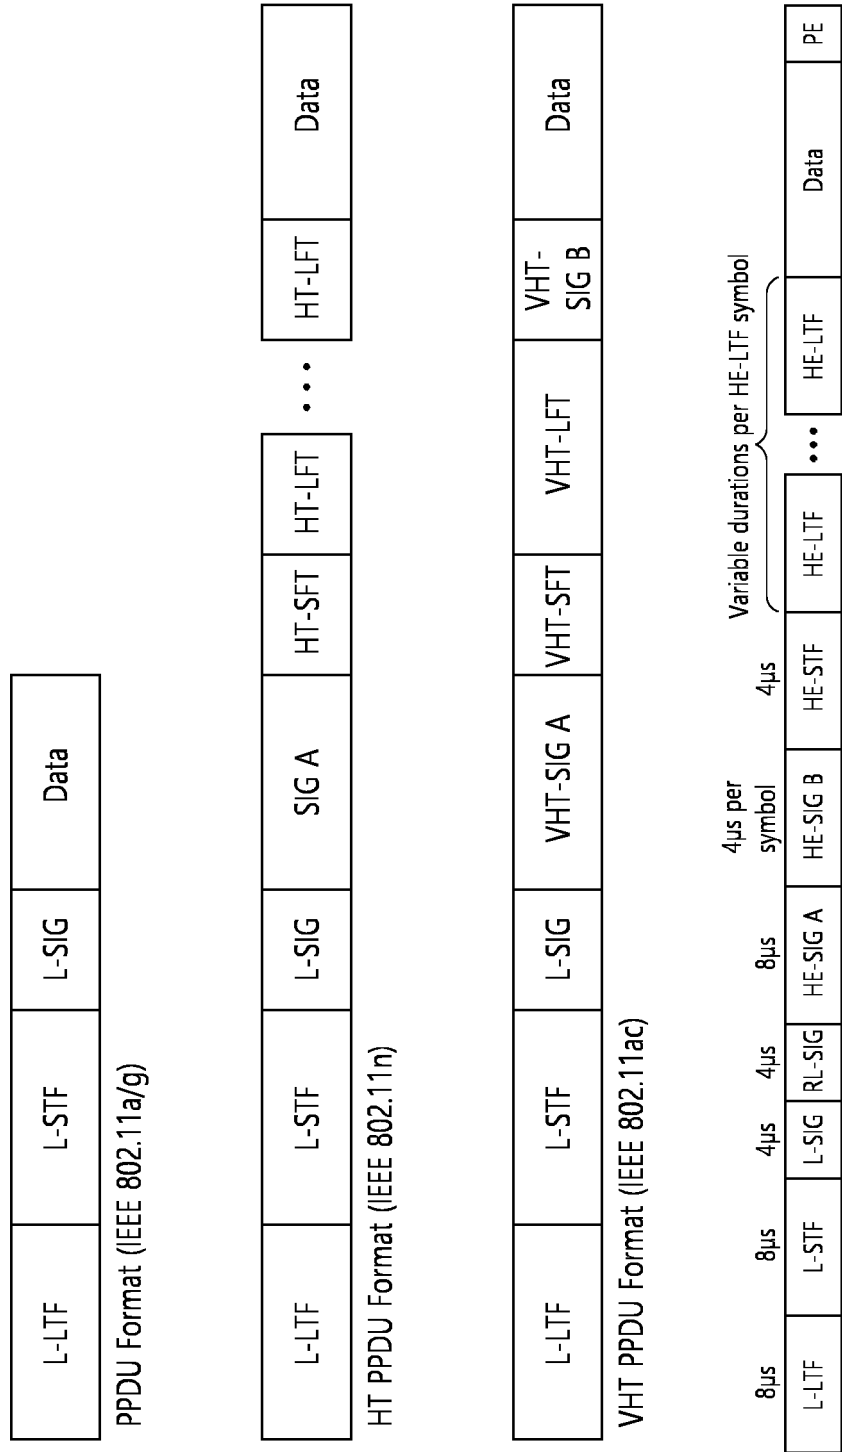 L-LTF L-STF L-SIG Data
PPDU Format (IEEE 802.11a/g)
L-LTF L-STF L-SIG SIG A HT-SFT HT-LFT ••• HT-LFT Data
HT PPDU Format (IEEE 802.11n)
L-LTF L-STF L-SIG VHT-SIG A VHT-SFT VHT-LFT VHT-
SIG B Data
VHT PPDU Format (IEEE 802.11ac)
Variable durations per HE-LTF symbol
8µs 8µs 4µs 4µs 8µs 4µs per
symbol 4µs
L-LTF L-STF L-SIG RL-SIG HE-SIG A HE-SIG B HE-STF HE-LTF ••• HE-LTF Data PE